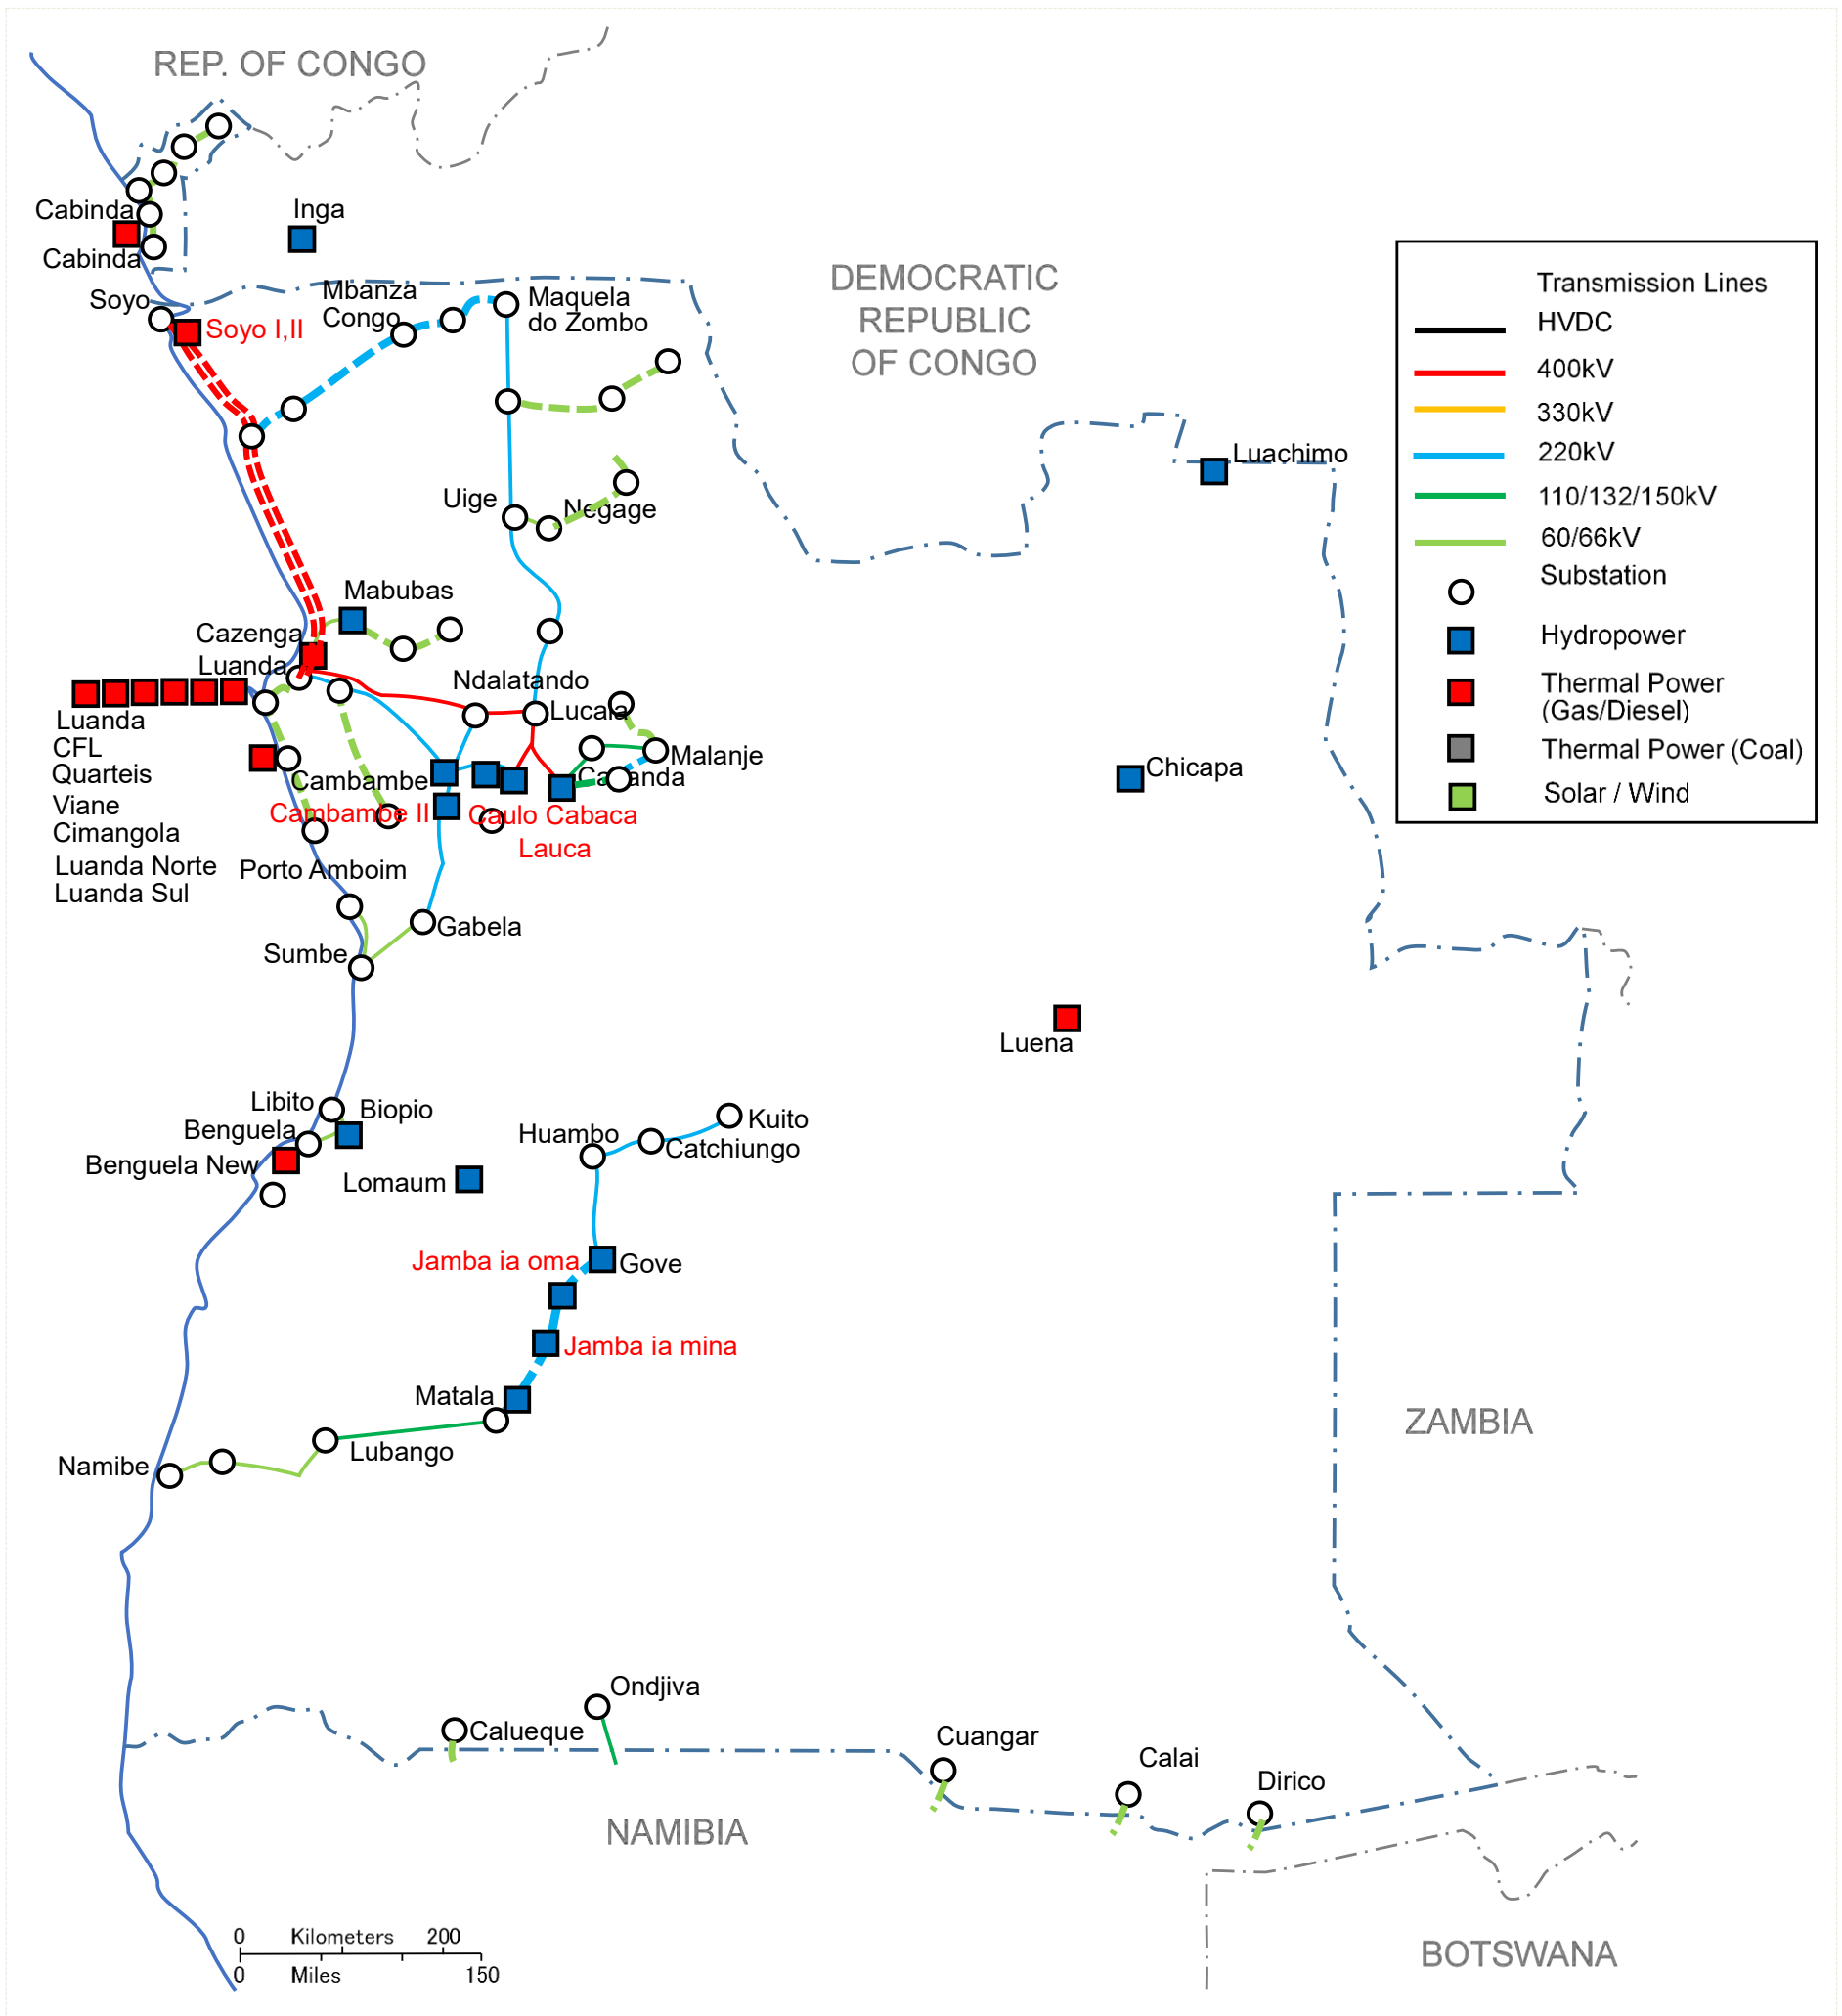 REP. OF CONGO
Cabinda
Inga
Cabinda
Soyo
Mbanza
Congo
Maquela
do Zombo
DEMOCRATIC
REPUBLIC
OF CONGO
Soyo I,II
Transmission Lines
HVDC
400kV
330kV
220kV
110/132/150kV
60/66kV
Substation
Hydropower
Thermal Power
(Gas/Diesel)
Thermal Power (Coal)
Solar / Wind
Luachimo
Uige
Negage
Mabubas
Cazenga
Luanda
Ndalatando
Lucala
Luanda
CFL
Quarteis
Viane
Cimangola
Luanda Norte
Luanda Sul
Malanje
Cambambe
Cambambe II
Caulo Cabaca
Lauca
Chicapa
Porto Amboim
Gabela
Sumbe
Luena
Libito
Biopio
Benguela
Benguela New
Lomaum
Huambo
Kuito
Catchiungo
Jamba ia oma
Gove
Jamba ia mina
Matala
Lubango
Namibe
ZAMBIA
Ondjiva
Calueque
Cuangar
Calai
Dirico
NAMIBIA
BOTSWANA
0 Kilometers 200
0 Miles 150